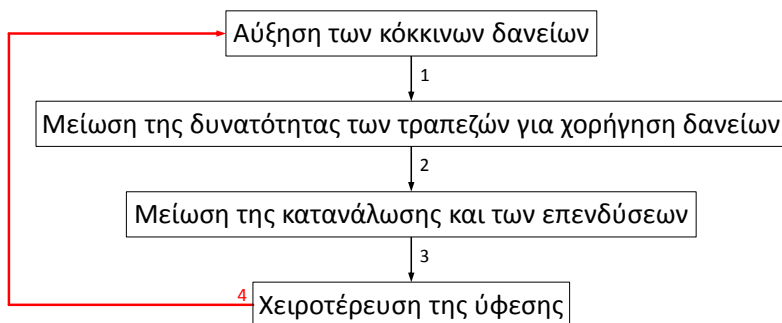 Αύξηση των κόκκινων δανείων
1
Μείωση της δυνατότητας των τραπεζών για χορήγηση δανείων
2
Μείωση της κατανάλωσης και των επενδύσεων
3
4
Χειροτέρευση της ύφεσης